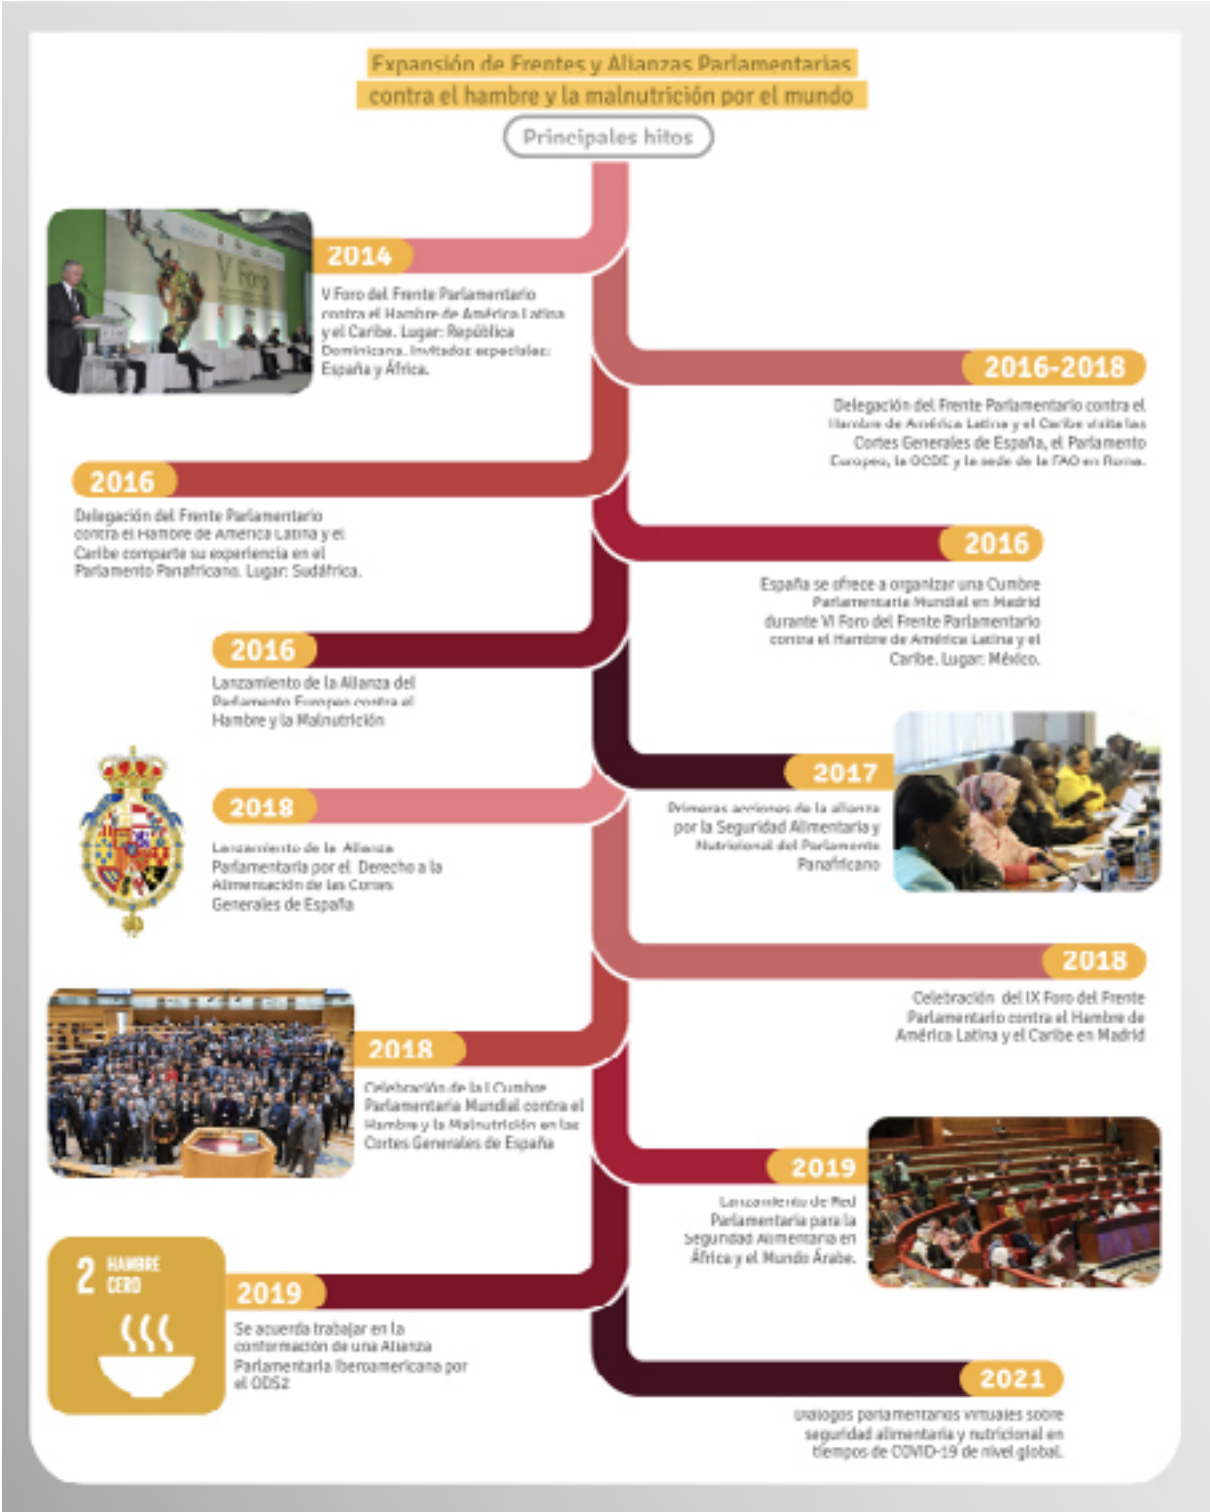 Expansión de Frentes y Alianzas Parlamentarias
contra el hambre y la malnutrición por el mundo
Principales hitos
V Foro
2014
V Foro del Frente Parlamentario
contra el Hambre de América Latina
y el Caribe. Lugar: República
Dominicana. Invitados especiales:
España y África.
2016-2018
Delegación del Frente Parlamentario contra el
Hambre de América Latina y el Caribe visita las
Cortes Generales de España, el Parlamento
Europeo, la OCDE y la sede de la FAO en Roma.
2016
Delegación del Frente Parlamentario
contra el Hambre de América Latina y el
Caribe comparte su experiencia en el
Parlamento Panafricano. Lugar: Sudáfrica.
2016
España se ofrece a organizar una Cumbre
Parlamentaria Mundial en Madrid
durante VI Foro del Frente Parlamentario
contra el Hambre de América Latina y el
Caribe. Lugar: México.
2016
Lanzamiento de la Alianza del
Parlamento Europeo contra el
Hambre y la Malnutrición
2017
Primeras acciones de la alianza
por la Seguridad Alimentaria y
Nutricional del Parlamento
Panafricano
2018
Lanzamiento de la Alianza
Parlamentaria por el Derecho a la
Alimentación de las Cortes
Generales de España
2018
Celebración del IX Foro del Frente
Parlamentario contra el Hambre de
América Latina y el Caribe en Madrid
2018
Celebración de la I Cumbre
Parlamentaria Mundial contra el
Hambre y la Malnutrición en las
Cortes Generales de España
2019
Lanzamiento de Red
Parlamentaria para la
Seguridad Alimentaria en
África y el Mundo Árabe.
2 HAMBRE
CERO
2019
Se acuerda trabajar en la
conformación de una Alianza
Parlamentaria Iberoamericana por
el ODS2
2021
Diálogos parlamentarios virtuales sobre
seguridad alimentaria y nutricional en
tiempos de COVID-19 de nivel global.